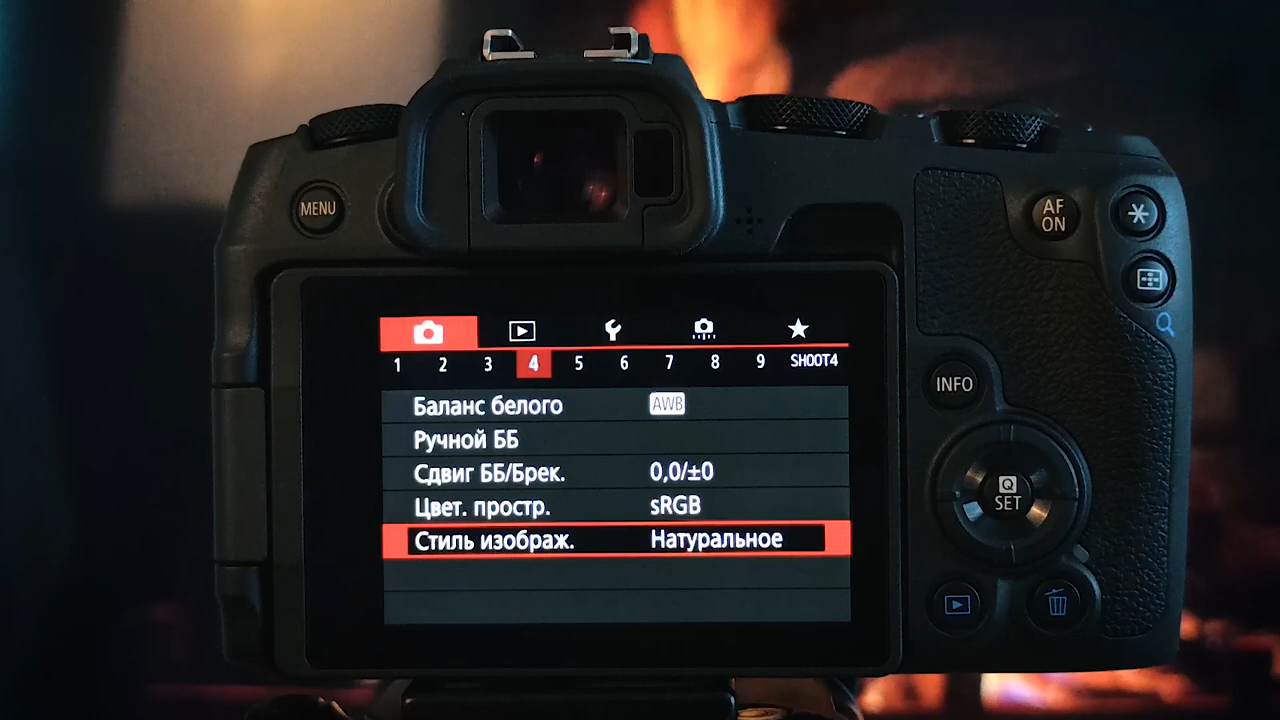 MENU
AF
ON
1 2 3 4 5 6 7 8 9 SHOOT4
INFO
Баланс белого AWB
Ручной ББ
Сдвиг ББ/Брек. 0,0/±0
Цвет. простр. sRGB
Стиль изображ. Натуральное
Q
SET